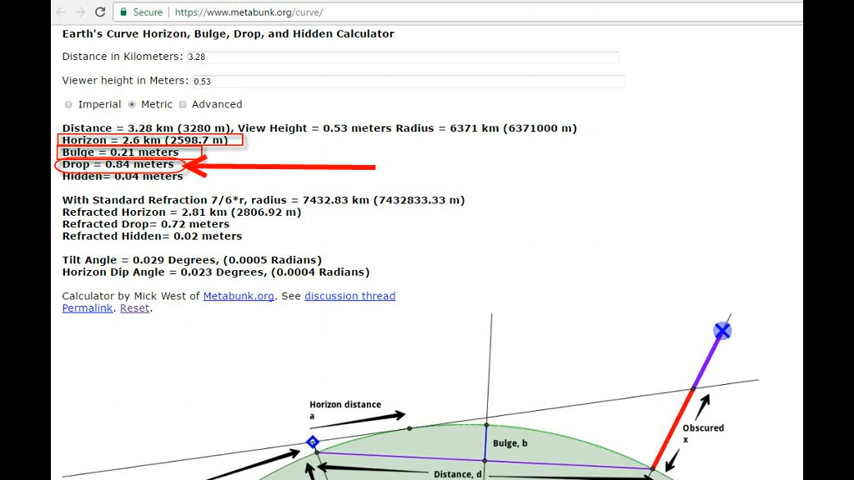 Secure https://www.metabunk.org/curve/
Earth's Curve Horizon, Bulge, Drop, and Hidden Calculator
Distance in Kilometers: 3.28
Viewer height in Meters: 0.53
Imperial Metric Advanced
Distance = 3.28 km (3280 m), View Height = 0.53 meters Radius = 6371 km (6371000 m)
Horizon = 2.6 km (2598.7 m)
Bulge = 0.21 meters
Drop = 0.84 meters
Hidden= 0.04 meters
With Standard Refraction 7/6*r, radius = 7432.83 km (7432833.33 m)
Refracted Horizon = 2.81 km (2806.92 m)
Refracted Drop= 0.72 meters
Refracted Hidden= 0.02 meters
Tilt Angle = 0.029 Degrees, (0.0005 Radians)
Horizon Dip Angle = 0.023 Degrees, (0.0004 Radians)
Calculator by Mick West of Metabunk.org. See discussion thread
Permalink. Reset.
Horizon distance
a
Bulge, b
Obscured
x
Distance, d